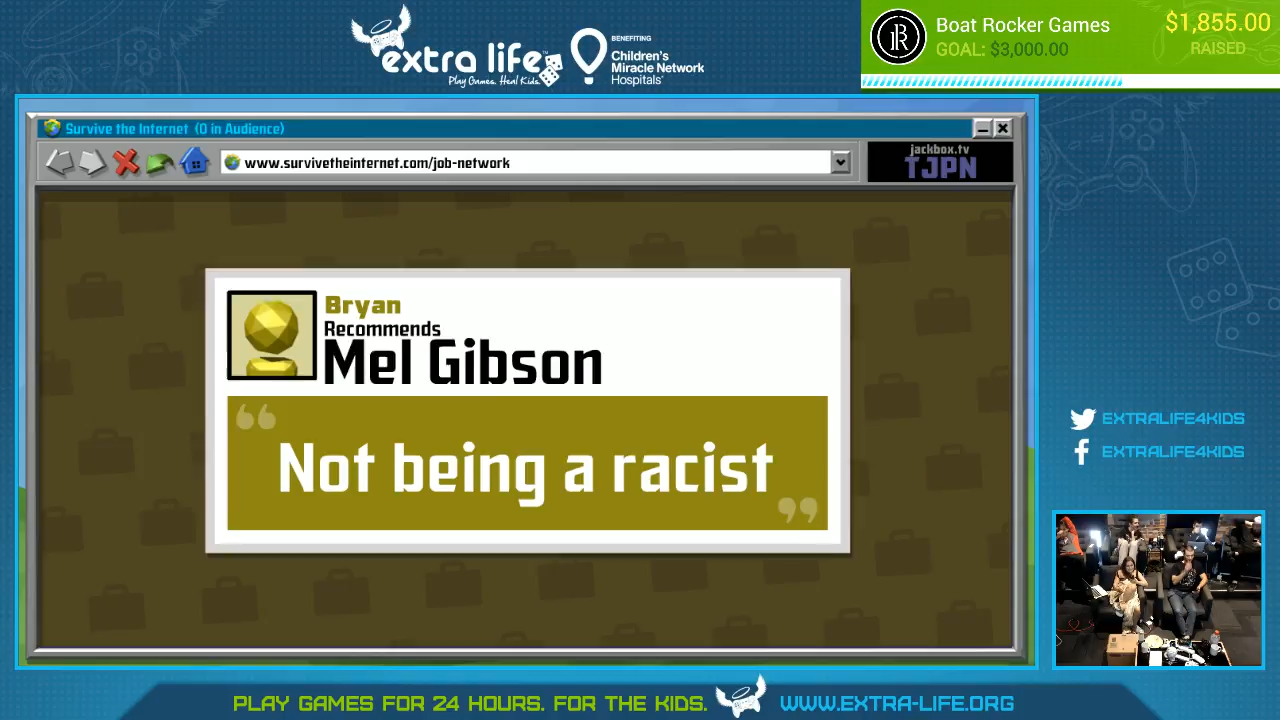 extra life
Play Games. Heal Kids.
BENEFITING
Children's
Miracle Network
Hospitals
Boat Rocker Games
GOAL: $3,000.00
$1,855.00
RAISED
Survive the Internet (0 in Audience)
www.survivetheinternet.com/job-network
jackbox.tv
TJPN
Bryan
Recommends
Mel Gibson
“ Not being a racist ”
EXTRALIFE4KIDS
EXTRALIFE4KIDS
PLAY GAMES FOR 24 HOURS. FOR THE KIDS.
WWW.EXTRA-LIFE.ORG